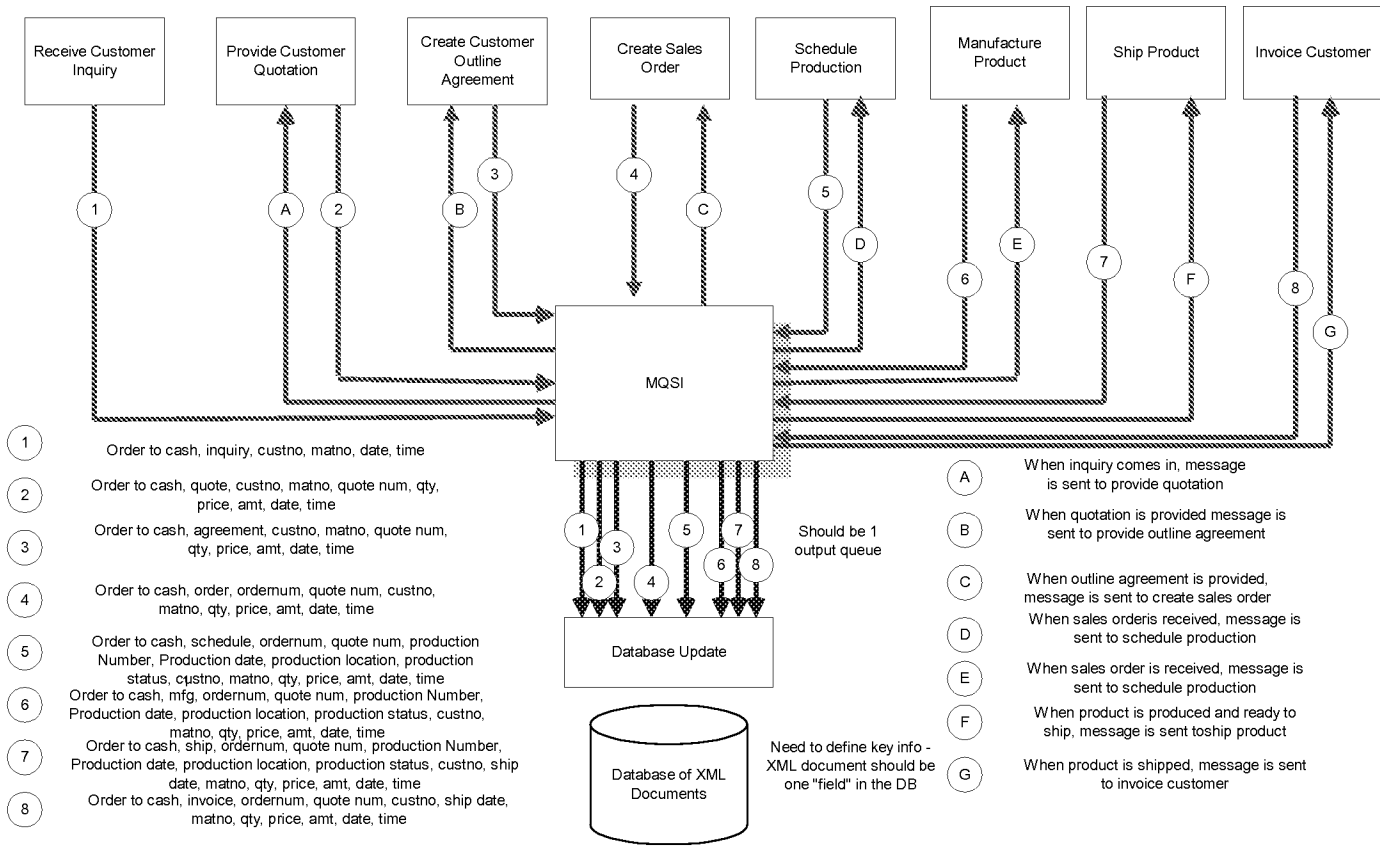 Receive Customer
Inquiry
Provide Customer
Quotation
Create Customer
Outline
Agreement
Create Sales
Order
Schedule
Production
Manufacture
Product
Ship Product
Invoice Customer
1
A
2
B
3
4
C
5
D
6
E
7
F
8
G
MQSI
1
Order to cash, inquiry, custno, matno, date, time
2
Order to cash, quote, custno, matno, quote num, qty,
price, amt, date, time
3
Order to cash, agreement, custno, matno, quote num,
qty, price, amt, date, time
4
Order to cash, order, ordernum, quote num, custno,
matno, qty, price, amt, date, time
5
Order to cash, schedule, ordernum, quote num, production
Number, Production date, production location, production
status, custno, matno, qty, price, amt, date, time
6
Order to cash, mfg, ordernum, quote num, production Number,
Production date, production location, production status, custno,
matno, qty, price, amt, date, time
7
Order to cash, ship, ordernum, quote num, production Number,
Production date, production location, production status, custno, ship
date, matno, qty, price, amt, date, time
8
Order to cash, invoice, ordernum, quote num, custno, ship date,
matno, qty, price, amt, date, time
1
2
3
4
5
6
7
8
Should be 1
output queue
Database Update
Database of XML
Documents
Need to define key info -
XML document should be
one "field" in the DB
A
When inquiry comes in, message
is sent to provide quotation
B
When quotation is provided message is
sent to provide outline agreement
C
When outline agreement is provided,
message is sent to create sales order
D
When sales orderis received, message is
sent to schedule production
E
When sales order is received, message is
sent to schedule production
F
When product is produced and ready to
ship, message is sent toship product
G
When product is shipped, message is sent
to invoice customer